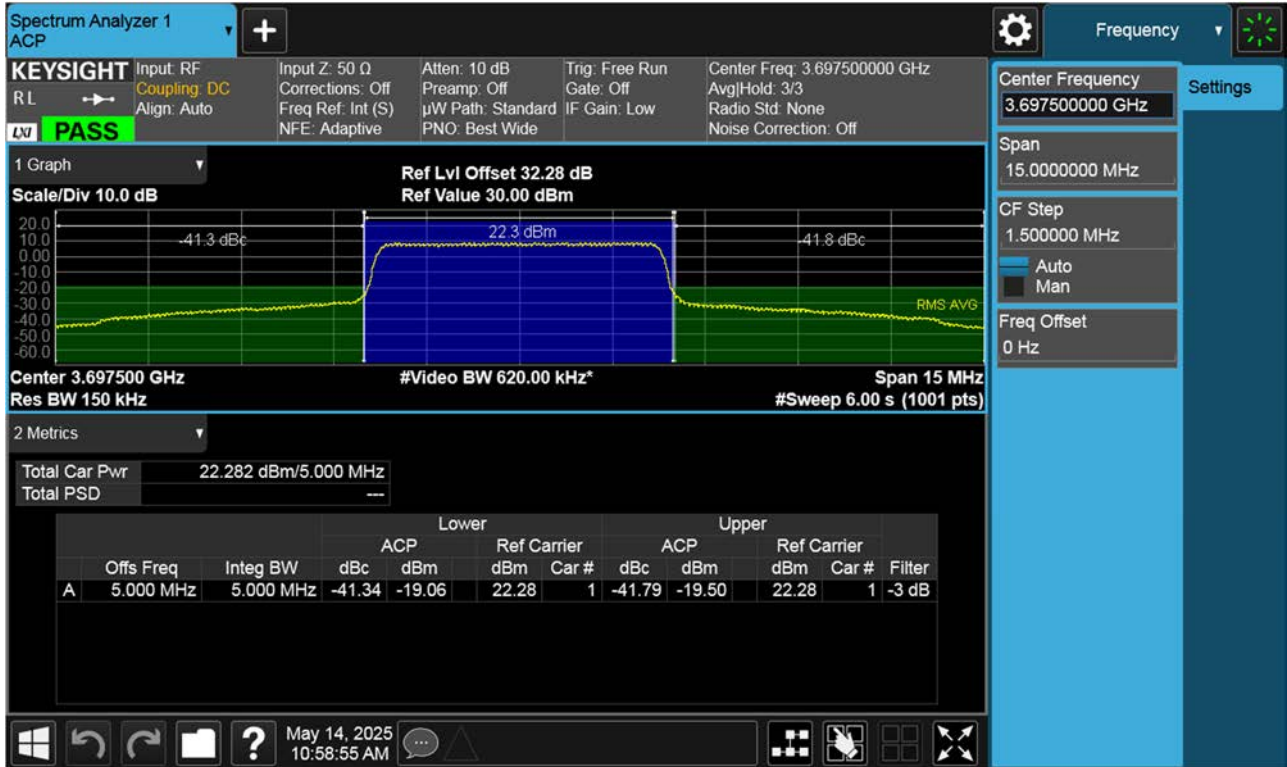 Spectrum Analyzer 1
ACP
Frequency
KEYSIGHT
RL
LXI
PASS
Input: RF
Coupling: DC
Align: Auto
Input Z: 50 Ω
Corrections: Off
Freq Ref: Int (S)
NFE: Adaptive
Atten: 10 dB
Preamp: Off
µW Path: Standard
PNO: Best Wide
Trig: Free Run
Gate: Off
IF Gain: Low
Center Freq: 3.697500000 GHz
Avg|Hold: 3/3
Radio Std: None
Noise Correction: Off
1 Graph
Scale/Div 10.0 dB
Ref Lvl Offset 32.28 dB
Ref Value 30.00 dBm
20.0
10.0
0.00
-10.0
-20.0
-30.0
-40.0
-50.0
-60.0
-41.3 dBc
22.3 dBm
-41.8 dBc
RMS AVG
Center 3.697500 GHz
#Video BW 620.00 kHz*
Span 15 MHz
Res BW 150 kHz
#Sweep 6.00 s (1001 pts)
2 Metrics
Total Car Pwr 22.282 dBm/5.000 MHz
Total PSD ---
Lower Upper
ACP Ref Carrier ACP Ref Carrier
Offs Freq Integ BW dBc dBm dBm Car # dBc dBm dBm Car # Filter
A 5.000 MHz 5.000 MHz -41.34 -19.06 22.28 1 -41.79 -19.50 22.28 1 -3 dB
May 14, 2025
10:58:55 AM
?
Center Frequency
3.697500000 GHz
Span
15.0000000 MHz
CF Step
1.500000 MHz
Auto
Man
Freq Offset
0 Hz
Settings